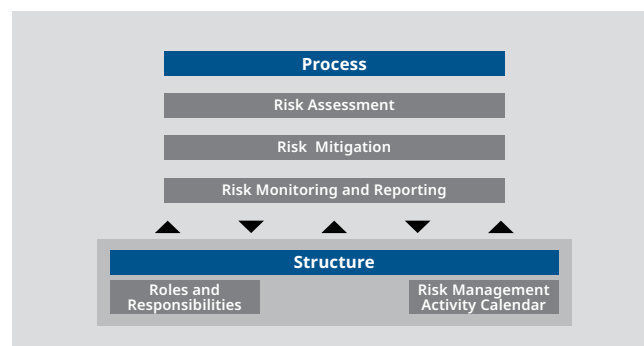 Process
Risk Assessment
Risk Mitigation
Risk Monitoring and Reporting
Structure
Roles and
Responsibilities
Risk Management
Activity Calendar